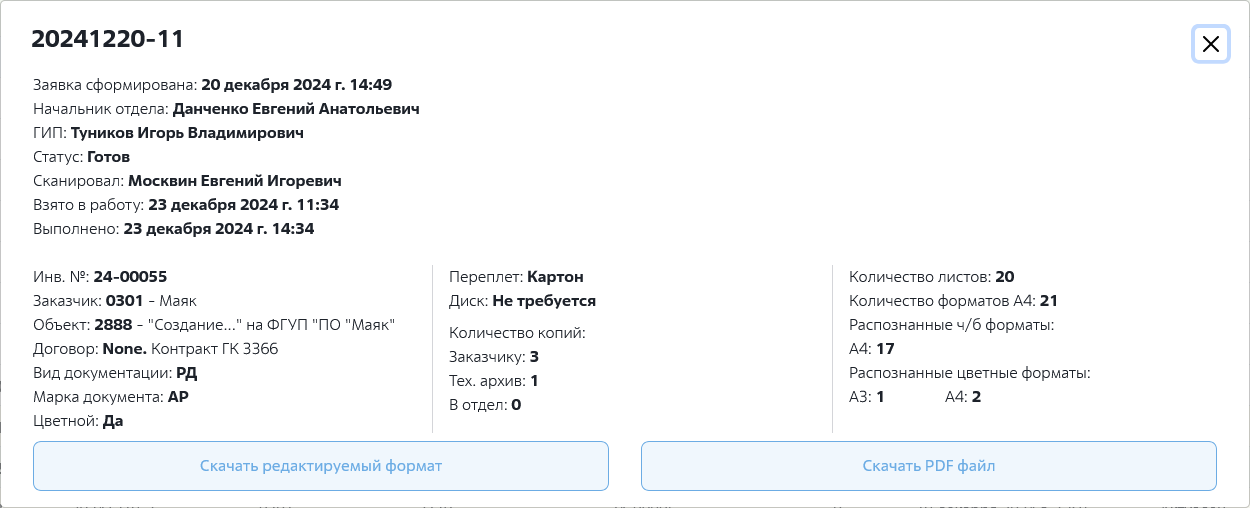 20241220-11
Заявка сформирована: 20 декабря 2024 г. 14:49
Начальник отдела: Данченко Евгений Анатольевич
ГИП: Туников Игорь Владимирович
Статус: Готов
Сканировал: Москвин Евгений Игоревич
Взято в работу: 23 декабря 2024 г. 11:34
Выполнено: 23 декабря 2024 г. 14:34
Инв. №: 24-00055
Заказчик: 0301 - Маяк
Объект: 2888 - "Создание..." на ФГУП "ПО "Маяк"
Договор: None. Контракт ГК 3366
Вид документации: РД
Марка документа: АР
Цветной: Да
Переплет: Картон
Диск: Не требуется
Количество копий:
Заказчику: 3
Тех. архив: 1
В отдел: 0
Количество листов: 20
Количество форматов А4: 21
Распознанные ч/б форматы:
А4: 17
Распознанные цветные форматы:
А3: 1 А4: 2
Скачать редактируемый формат
Скачать PDF файл